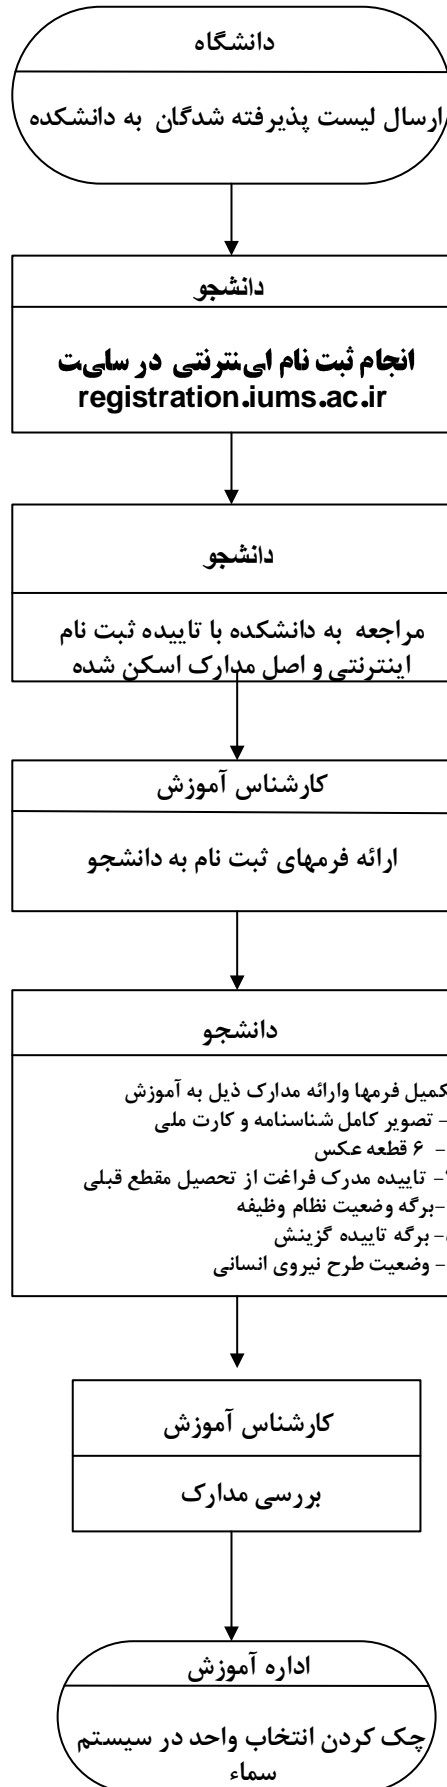 دانشگاه
ارسال لیست پذیرفته شدگان به دانشکده
دانشجو
انجام ثبت نام اینترنتی در سایت
registration.iums.ac.ir
دانشجو
مراجعه به دانشکده با تاییده ثبت نام
اینترنتی و اصل مدارک اسکن شده
کارشناس آموزش
ارائه فرمهای ثبت نام به دانشجو
دانشجو
کمیل فرمها وارائه مدارک ذیل به آموزش
- تصویر کامل شناسنامه و کارت ملی
- ۶ قطعه عکس
- تاییده مدرک فراغت از تحصیل مقطع قبلی
-برگه وضعیت نظام وظیفه
- برگه تاییده گزینش
- وضعیت طرح نیروی انسانی
کارشناس آموزش
بررسی مدارک
اداره آموزش
چک کردن انتخاب واحد در سیستم
سماء